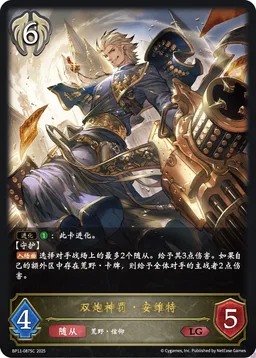 6
进化 1 ：此卡进化。
【守护】
入场曲 选择对手战场上的最多2个随从。给予其3点伤害。如果自
己的额外区中存在荒野·卡牌，则给予全体对手的主战者2点伤
害。
双炮神罚·安维特
4
随从
荒野·信仰
LG
5
BP11-087SC 2025
© Cygames, Inc. Published by NetEase Games